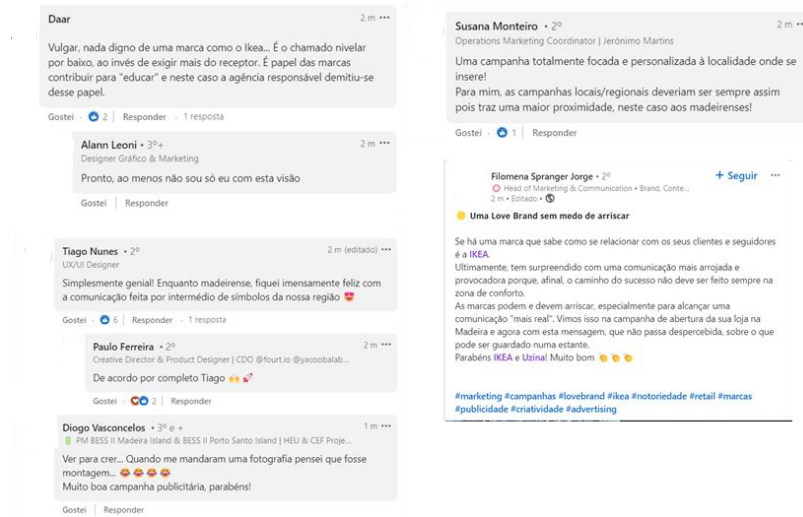 Daar
2 m •••
Vulgar, nada digno de uma marca como o Ikea... É o chamado nivelar
por baixo, ao invés de exigir mais do receptor. É papel das marcas
contribuir para "educar" e neste caso a agência responsável demitiu-se
desse papel.
Gostei · 2 | Responder · 1 resposta
Alann Leoni • 3º+
2 m •••
Designer Gráfico & Marketing
Pronto, ao menos não sou só eu com esta visão
Gostei | Responder
Tiago Nunes • 2º
2 m (editado) •••
UX/UI Designer
Simplesmente genial! Enquanto madeirense, fiquei imensamente feliz com
a comunicação feita por intermédio de símbolos da nossa região 😍
Gostei · 6 | Responder · 1 resposta
Paulo Ferreira • 2º
2 m •••
Creative Director & Product Designer | CDO @fourt.io @yacoobalab...
De acordo por completo Tiago 🙌 🚀
Gostei · 2 | Responder
Diogo Vasconcelos • 3º e +
1 m •••
🔋 PM BESS II Madeira Island & BESS II Porto Santo Island | HEU & CEF Proje...
Ver para crer... Quando me mandaram uma fotografia pensei que fosse
montagem... 😂 😂 😂 😂
Muito boa campanha publicitária, parabéns!
Gostei | Responder
Susana Monteiro • 2º
2 m ••
Operations Marketing Coordinator | Jerónimo Martins
Uma campanha totalmente focada e personalizada à localidade onde se
insere!
Para mim, as campanhas locais/regionais deveriam ser sempre assim
pois traz uma maior proximidade, neste caso aos madeirenses!
Gostei · 1 | Responder
Filomena Spranger Jorge • 2º
+ Seguir •••
Head of Marketing & Communication • Brand, Conte...
2 m • Editado •
🟡 Uma Love Brand sem medo de arriscar
Se há uma marca que sabe como se relacionar com os seus clientes e seguidores
é a IKEA.
Ultimamente, tem surpreendido com uma comunicação mais arrojada e
provocadora porque, afinal, o caminho do sucesso não deve ser feito sempre na
zona de conforto.
As marcas podem e devem arriscar, especialmente para alcançar uma
comunicação "mais real". Vimos isso na campanha de abertura da sua loja na
Madeira e agora com esta mensagem, que não passa despercebida, sobre o que
pode ser guardado numa estante.
Parabéns IKEA e Uzina! Muito bom 👏 👏 👏
#marketing #campanhas #lovebrand #ikea #notoriedade #retail #marcas
#publicidade #criatividade #advertising